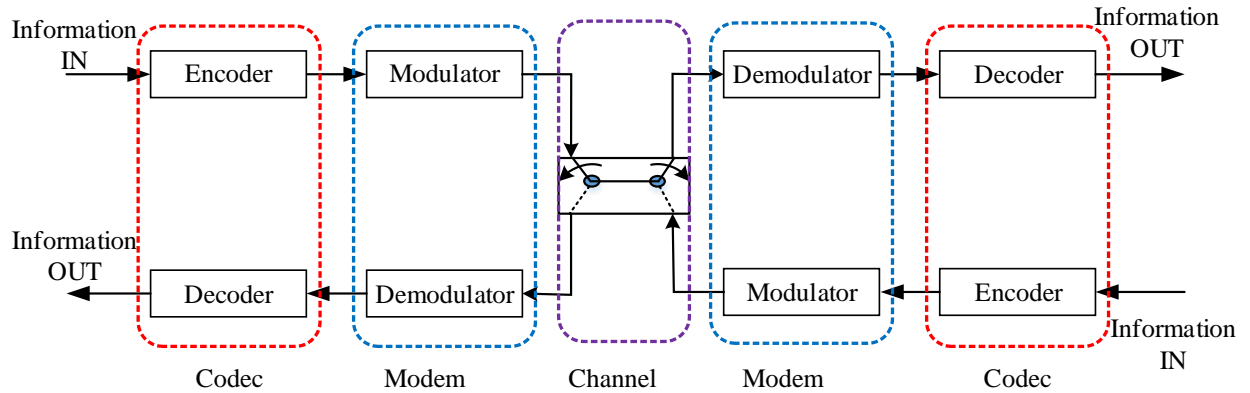 Information
IN
Encoder
Modulator
Demodulator
Decoder
Information
OUT
Information
OUT
Decoder
Demodulator
Modulator
Encoder
Information
IN
Codec
Modem
Channel
Modem
Codec